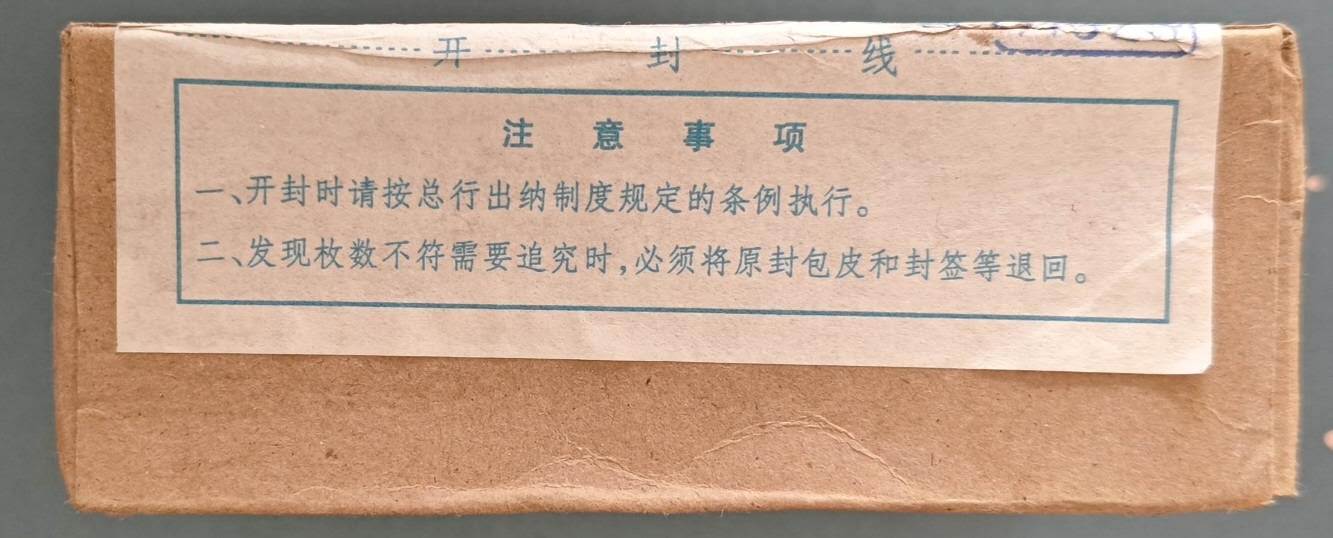 开封线
注意事项
一、开封时请按总行出纳制度规定的条例执行。
二、发现枚数不符需要追究时,必须将原封包皮和封签等退回。